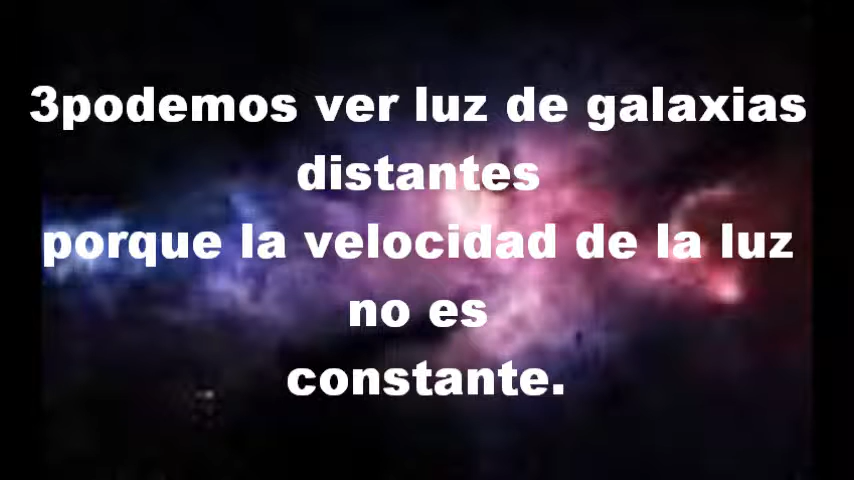 3podemos ver luz de galaxias
distantes
porque la velocidad de la luz
no es
constante.